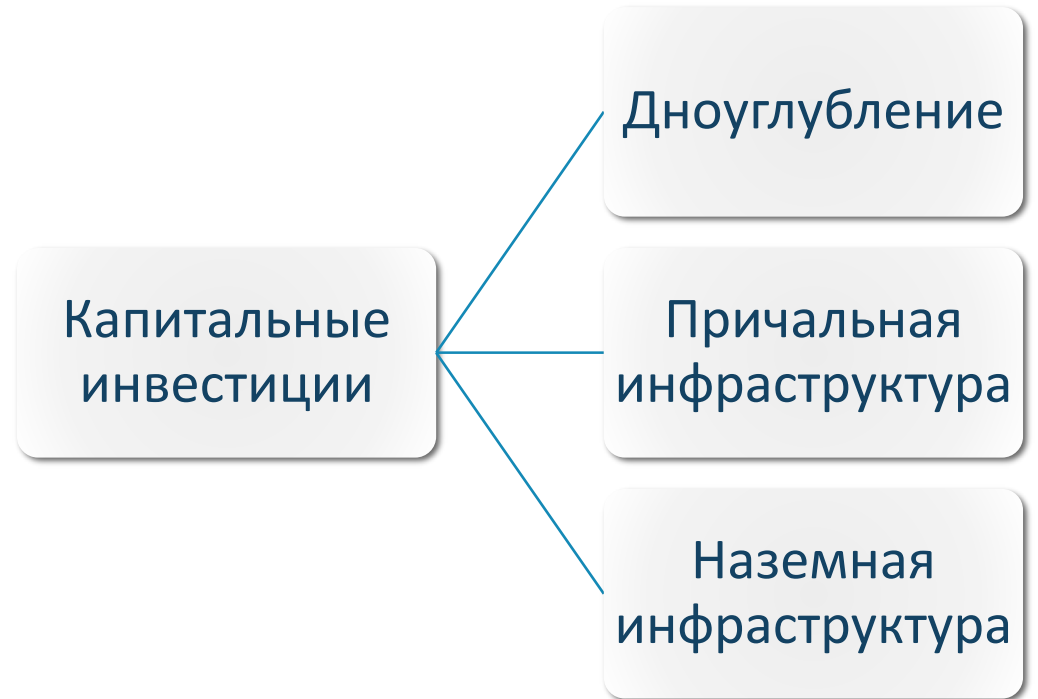 Дноуглубление
Капитальные
инвестиции
Причальная
инфраструктура
Наземная
инфраструктура